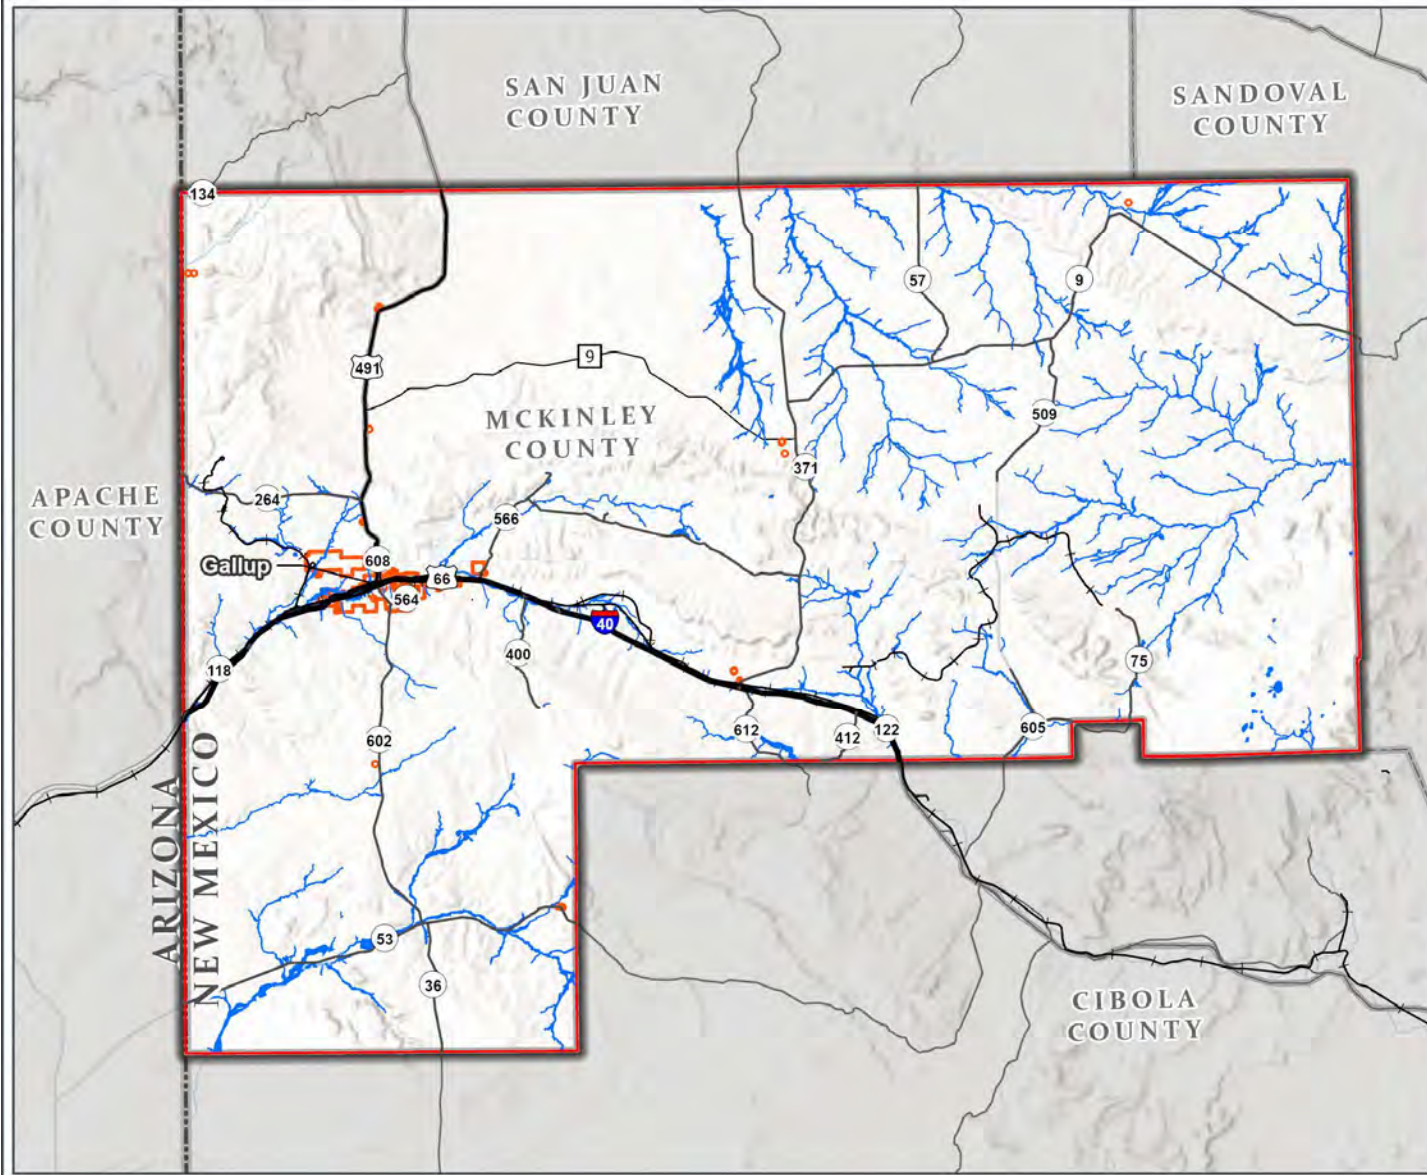 SAN JUAN
COUNTY
SANDOVAL
COUNTY
134
57
9
491
9
MCKINLEY
COUNTY
509
371
APACHE
COUNTY
264
566
608
Gallup
66
564
40
400
118
75
602
612
412
122
605
ARIZONA
NEW MEXICO
53
36
CIBOLA
COUNTY